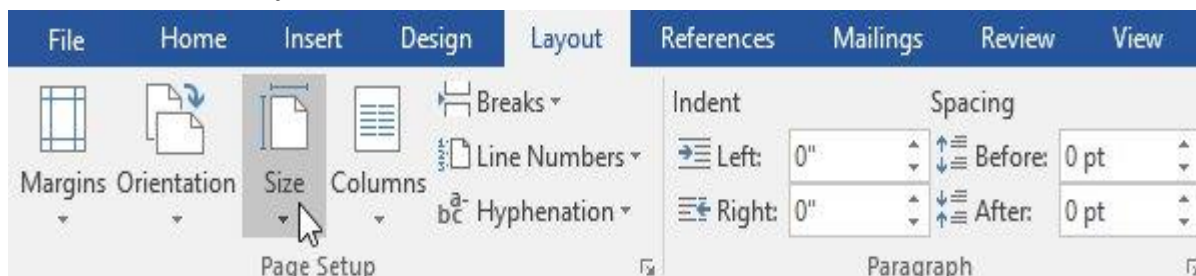 File Home Insert Design Layout References Mailings Review View
Breaks Indent Spacing
Line Numbers Left: 0" Before: 0 pt
Margins Orientation Size Columns
Hyphenation Right: 0" After: 0 pt
Page Setup Paragraph